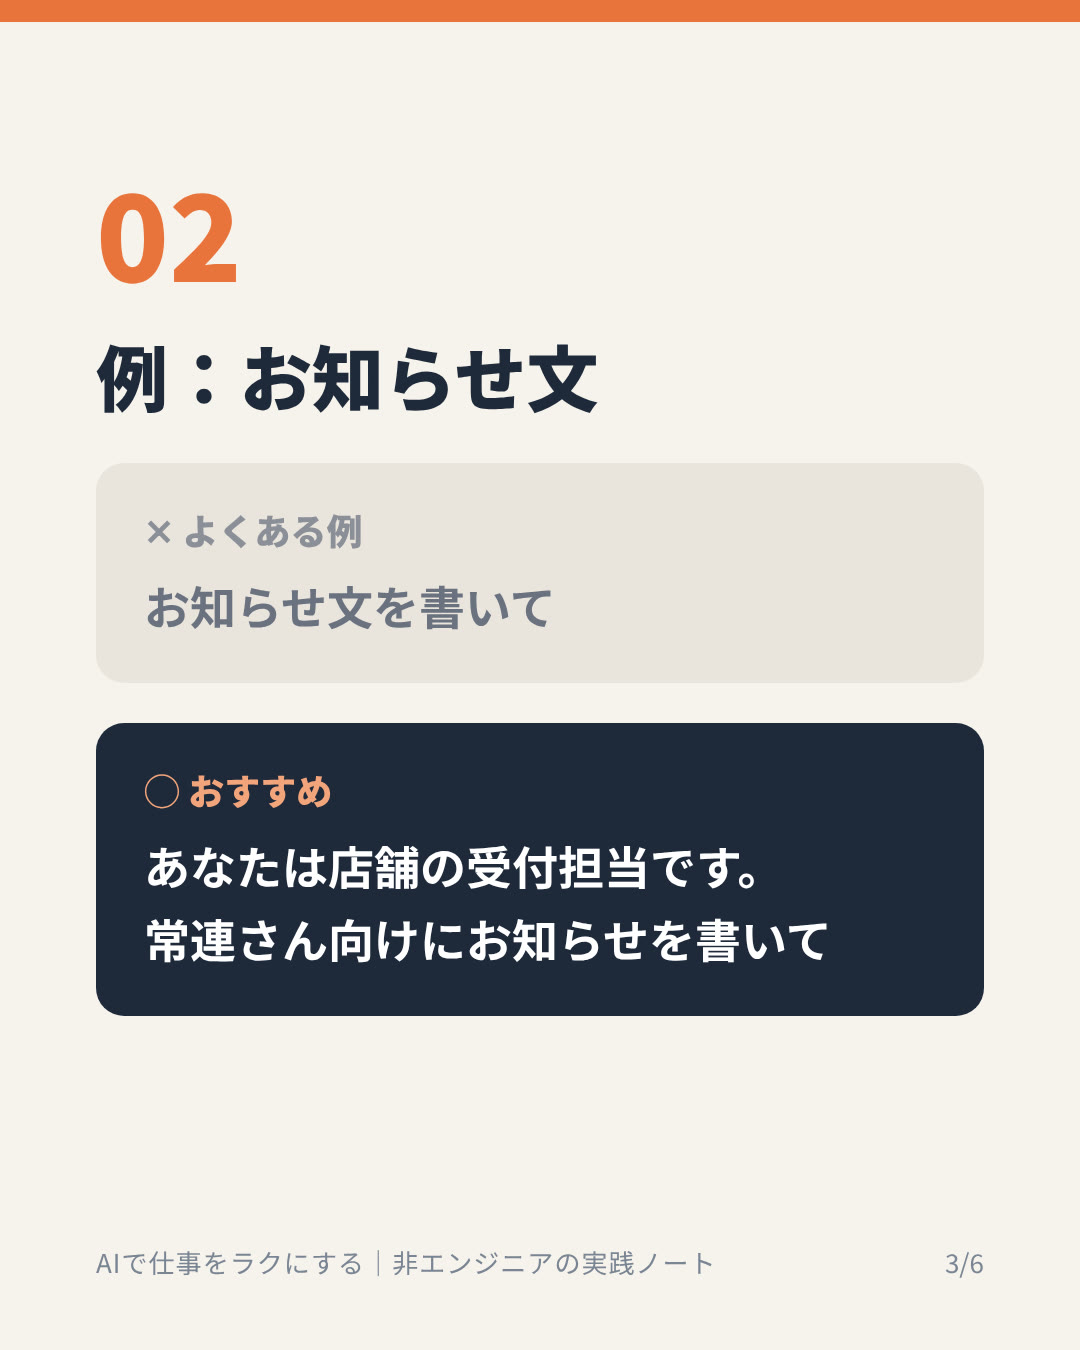 02
例：お知らせ文
× よくある例
お知らせ文を書いて
○ おすすめ
あなたは店舗の受付担当です。
常連さん向けにお知らせを書いて
AIで仕事をラクにする｜非エンジニアの実践ノート
3/6